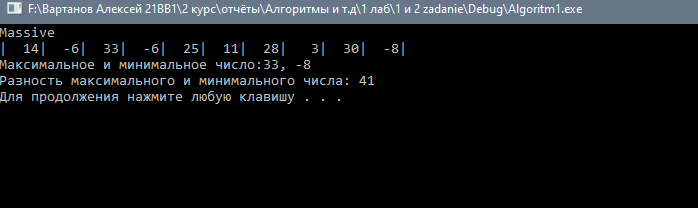 F:\Вартанов Алексей 21ВВ1\2 курс\отчёты\Алгоритмы и т.д\1 лаб\1 и 2 zadanie\Debug\Algoritm1.exe
Massive
|  14|  -6|  33|  -6|  25|  11|  28|   3|  30|  -8|
Максимальное и минимальное число:33, -8
Разность максимального и минимального числа: 41
Для продолжения нажмите любую клавишу . . .